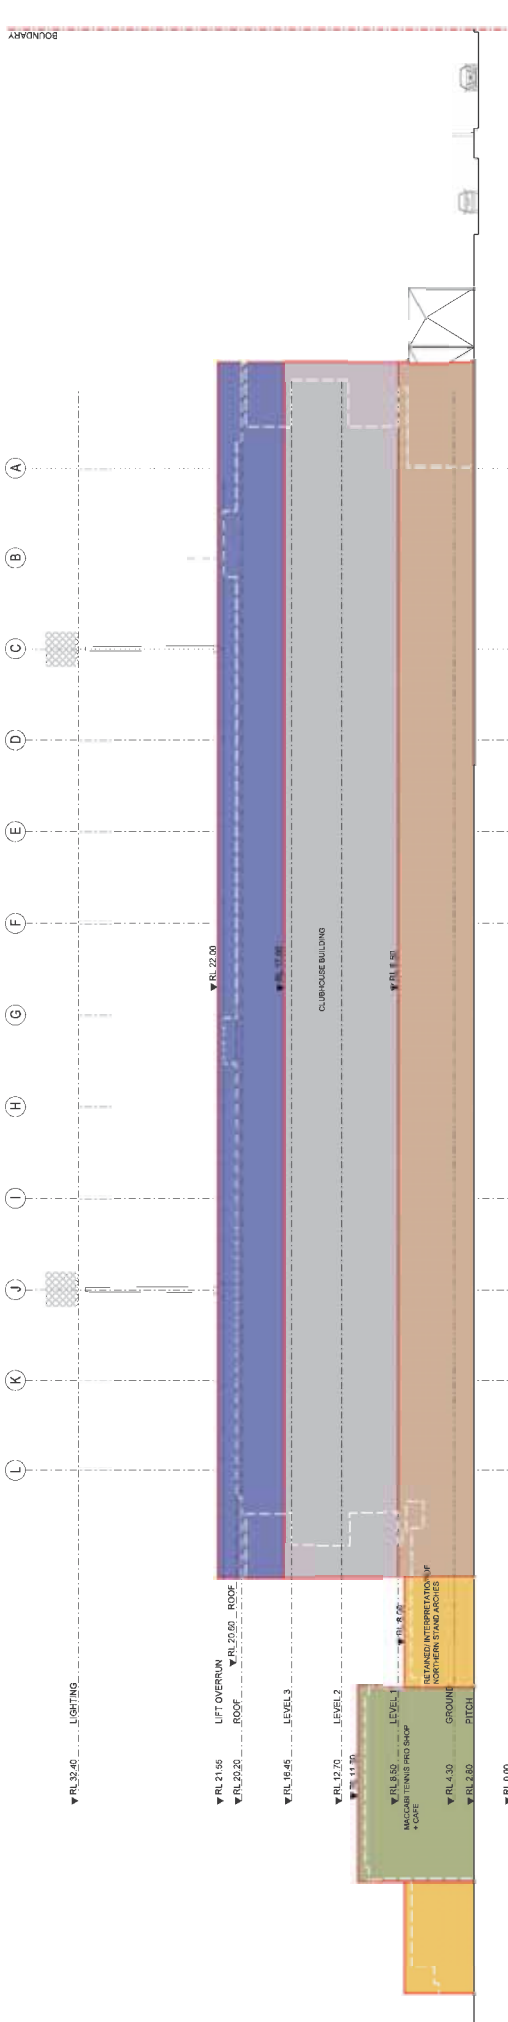 BOUNDARY
A
B
C
D
E
F
G
H
I
J
K
L
RL 22.00
RL 17.00
CLUBHOUSE BUILDING
RL 20.60 ROOF
RETAINED/ INTERPRETATION OF
NORTHERN STAND ARCHES
RL 32.40 LIGHTING
RL 21.55 LIFT OVERRUN
RL 20.20 ROOF
RL 16.45 LEVEL 3
RL 12.70 LEVEL 2
RL 8.50 LEVEL 1
MACCABI TENNIS PRO SHOP
+ CAFE
RL 4.30 GROUND
RL 2.80 PITCH
RL 0.00